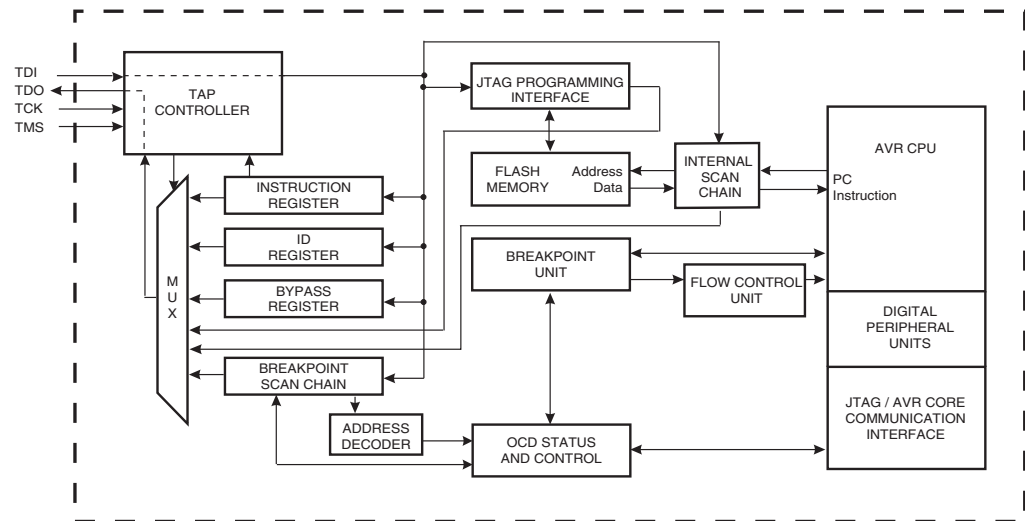 TDI
TDO
TCK
TMS
TAP
CONTROLLER
JTAG PROGRAMMING
INTERFACE
FLASH
MEMORY
Address
Data
INTERNAL
SCAN
CHAIN
AVR CPU
PC
Instruction
INSTRUCTION
REGISTER
ID
REGISTER
BYPASS
REGISTER
M
U
X
BREAKPOINT
UNIT
FLOW CONTROL
UNIT
DIGITAL
PERIPHERAL
UNITS
BREAKPOINT
SCAN CHAIN
ADDRESS
DECODER
OCD STATUS
AND CONTROL
JTAG / AVR CORE
COMMUNICATION
INTERFACE